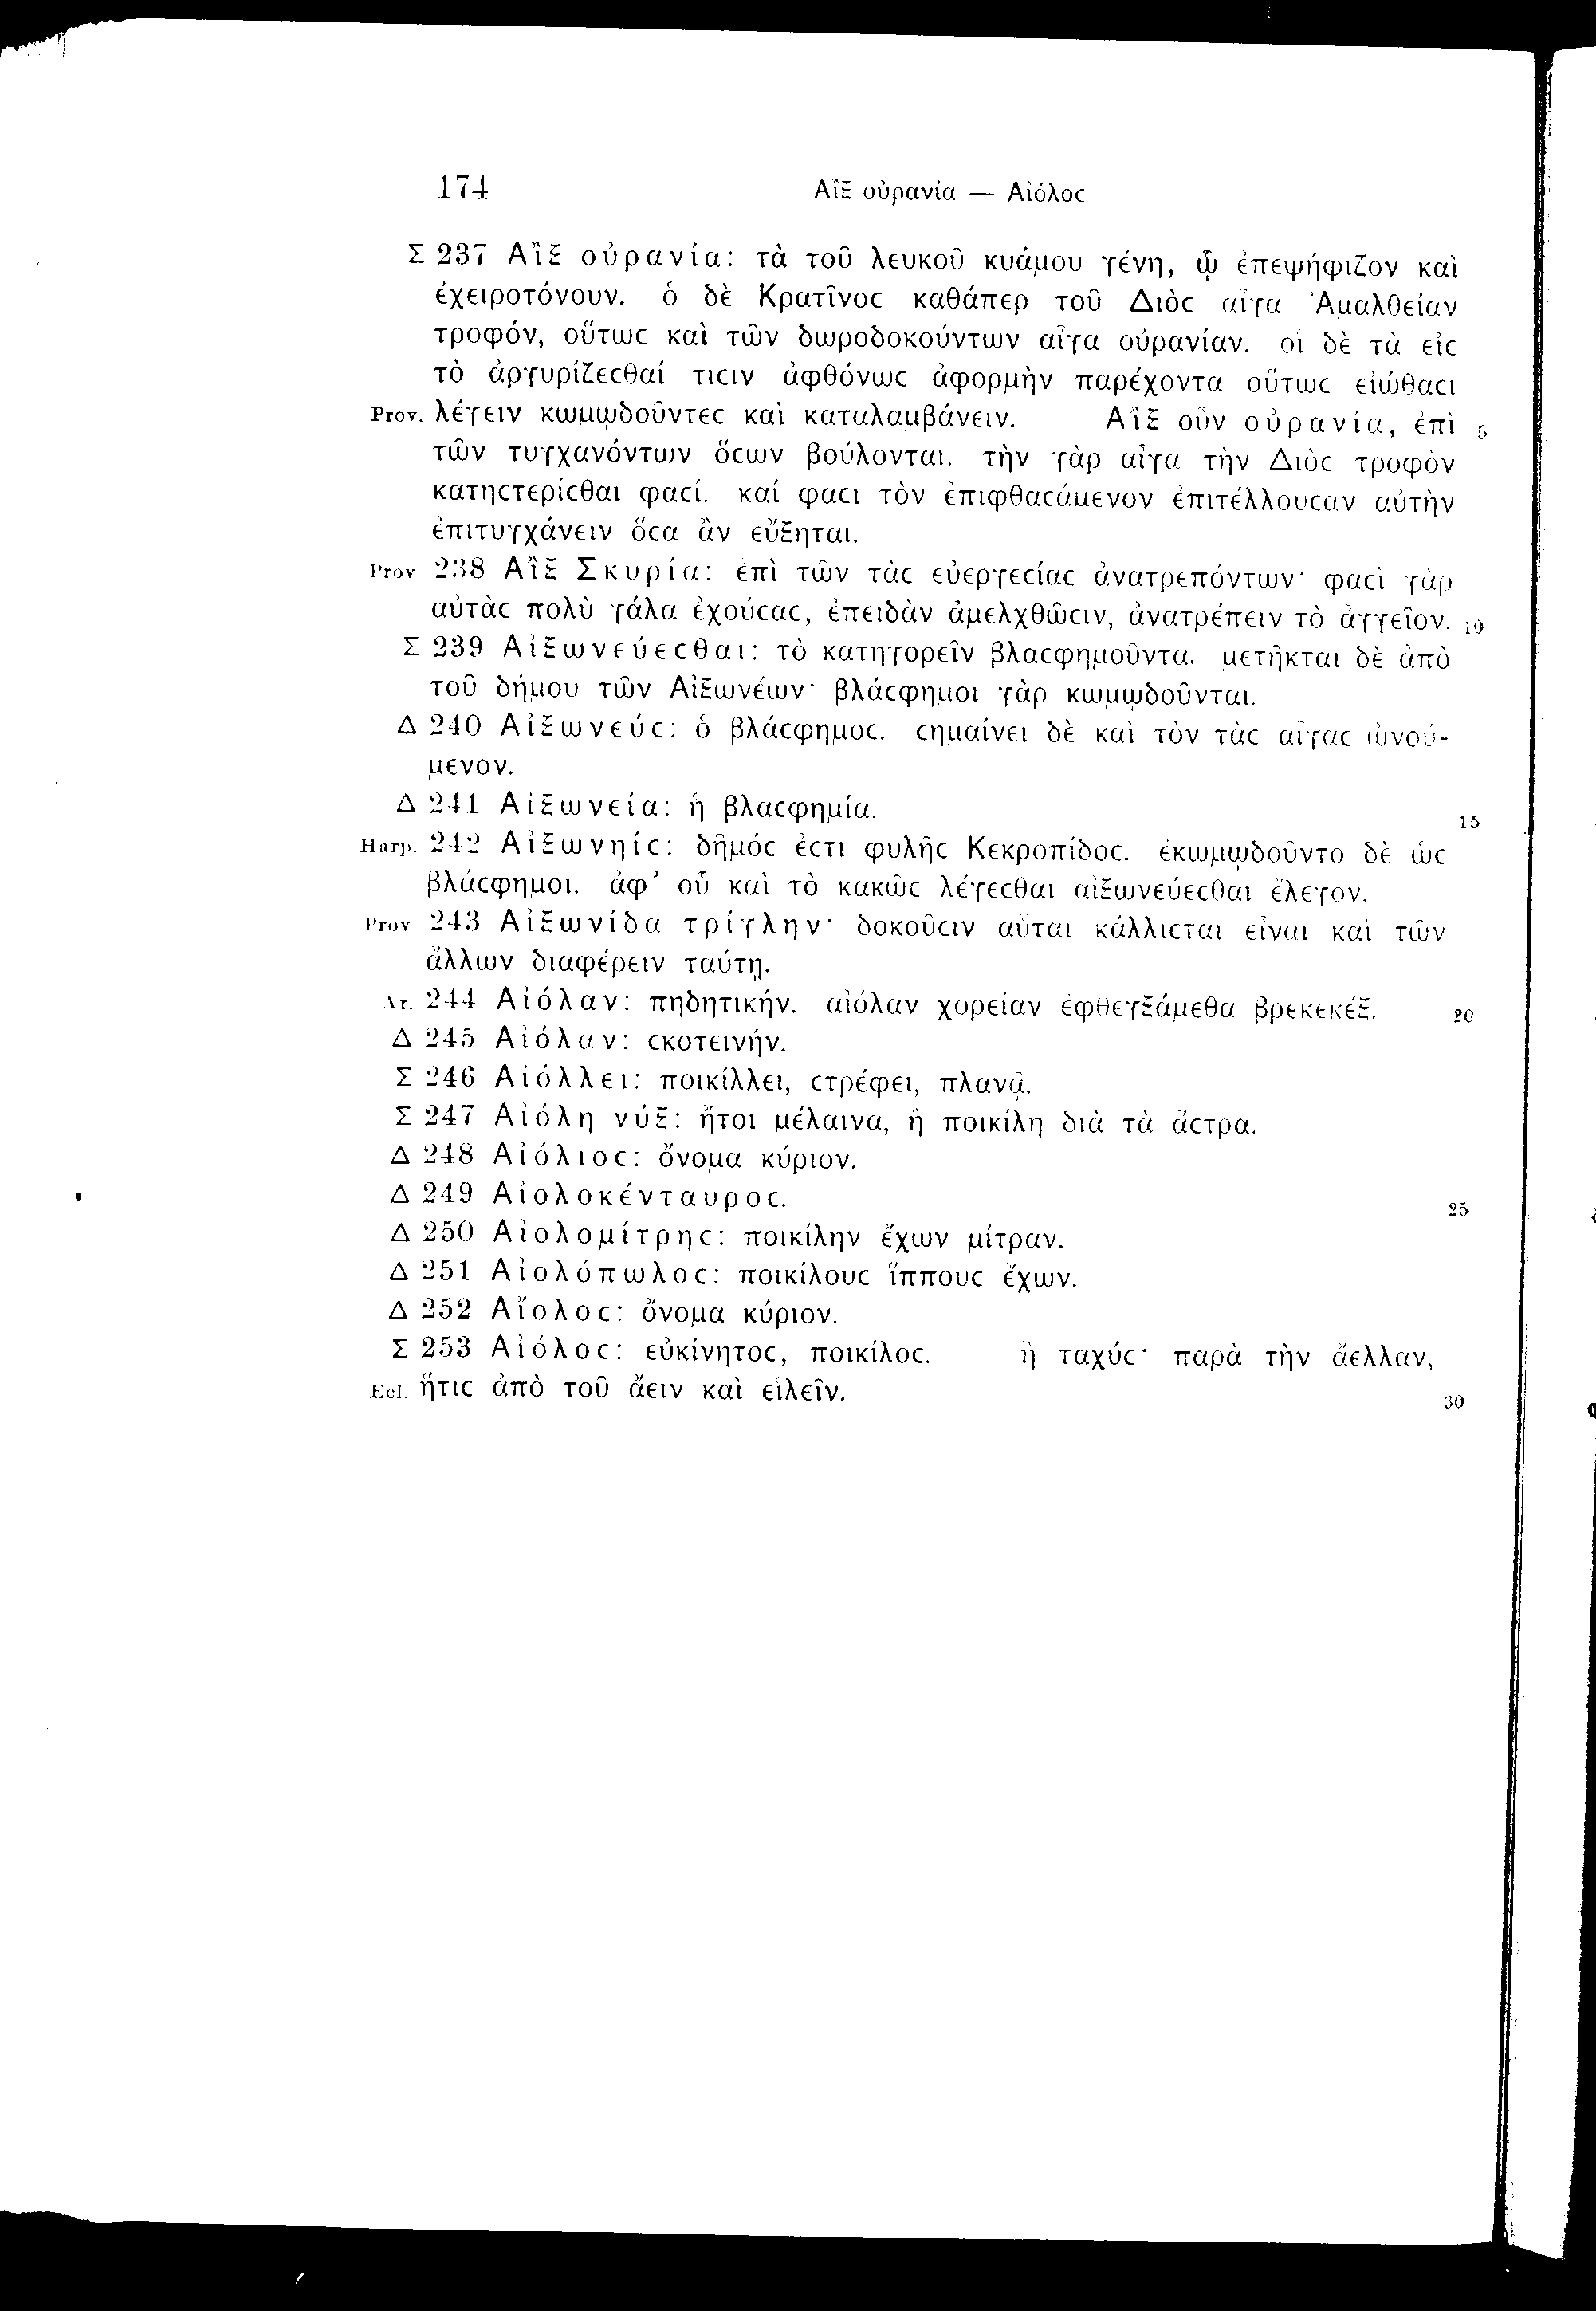 174 Αἲξ οὐρανία — Αἰόλοϲ
Σ 237 Αἲξ οὐρανία: τὰ τοῦ λευκοῦ κυάμου γένη, ᾧ ἐπεψήφιζον καὶ
ἐχειροτόνουν. ὁ δὲ Κρατῖνοϲ καθάπερ τοῦ Διὸϲ αἶγα Ἀμαλθείαν
τροφόν, οὕτωϲ καὶ τῶν δωροδοκούντων αἶγα οὐρανίαν. οἱ δὲ τὰ εἰϲ
τὸ ἀργυρίζεϲθαί τιϲιν ἀφθόνωϲ ἀφορμὴν παρέχοντα οὕτωϲ εἰώθαϲι
Prov. λέγειν κωμῳδοῦντεϲ καὶ καταλαμβάνειν. Αἲξ οὖν οὐρανία, ἐπὶ 5
τῶν τυγχανόντων ὅϲων βούλονται. τὴν γὰρ αἶγα τὴν Διὸϲ τροφὸν
κατηϲτερίϲθαι φαϲί. καί φαϲι τὸν ἐπιφθαϲάμενον ἐπιτέλλουϲαν αὐτὴν
ἐπιτυγχάνειν ὅϲα ἂν εὔξηται.
Prov. 238 Αἲξ Σκυρία: ἐπὶ τῶν τὰϲ εὐεργεϲίαϲ ἀνατρεπόντων· φαϲὶ γὰρ
αὐτὰϲ πολὺ γάλα ἐχούϲαϲ, ἐπειδὰν ἀμελχθῶϲιν, ἀνατρέπειν τὸ ἀγγεῖον. 10
Σ 239 Αἰξωνεύεϲθαι: τὸ κατηγορεῖν βλαϲφημοῦντα. μετῆκται δὲ ἀπὸ
τοῦ δήμου τῶν Αἰξωνέων· βλάϲφημοι γὰρ κωμῳδοῦνται.
Δ 240 Αἰξωνεύϲ: ὁ βλάϲφημοϲ. ϲημαίνει δὲ καὶ τὸν τὰϲ αἶγαϲ ὠνού-
μενον.
Δ 241 Αἰξωνεία: ἡ βλαϲφημία. 15
Harp. 242 Αἰξωνηίϲ: δῆμόϲ ἐϲτι φυλῆϲ Κεκροπίδοϲ. ἐκωμῳδοῦντο δὲ ὡϲ
βλάϲφημοι. ἀφ’ οὗ καὶ τὸ κακῶϲ λέγεϲθαι αἰξωνεύεϲθαι ἔλεγον.
Prov. 243 Αἰξωνίδα τρίγλην· δοκοῦϲιν αὗται κάλλιϲται εἶναι καὶ τῶν
ἄλλων διαφέρειν ταύτῃ.
Ar. 244 Αἰόλαν: πηδητικήν. αἰόλαν χορείαν ἐφθεγξάμεθα βρεκεκέξ. 20
Δ 245 Αἰόλαν: ϲκοτεινήν.
Σ 246 Αἰόλλει: ποικίλλει, ϲτρέφει, πλανᾷ.
Σ 247 Αἰόλη νύξ: ἤτοι μέλαινα, ἢ ποικίλη διὰ τὰ ἄϲτρα.
Δ 248 Αἰόλιοϲ: ὄνομα κύριον.
Δ 249 Αἰολοκένταυροϲ. 25
Δ 250 Αἰολομίτρηϲ: ποικίλην ἔχων μίτραν.
Δ 251 Αἰολόπωλοϲ: ποικίλουϲ ἵππουϲ ἔχων.
Δ 252 Αἴολοϲ: ὄνομα κύριον.
Σ 253 Αἰόλοϲ: εὐκίνητοϲ, ποικίλοϲ. ἢ ταχύϲ· παρὰ τὴν ἄελλαν,
Ecl. ἥτιϲ ἀπὸ τοῦ ἄειν καὶ εἰλεῖν. 30